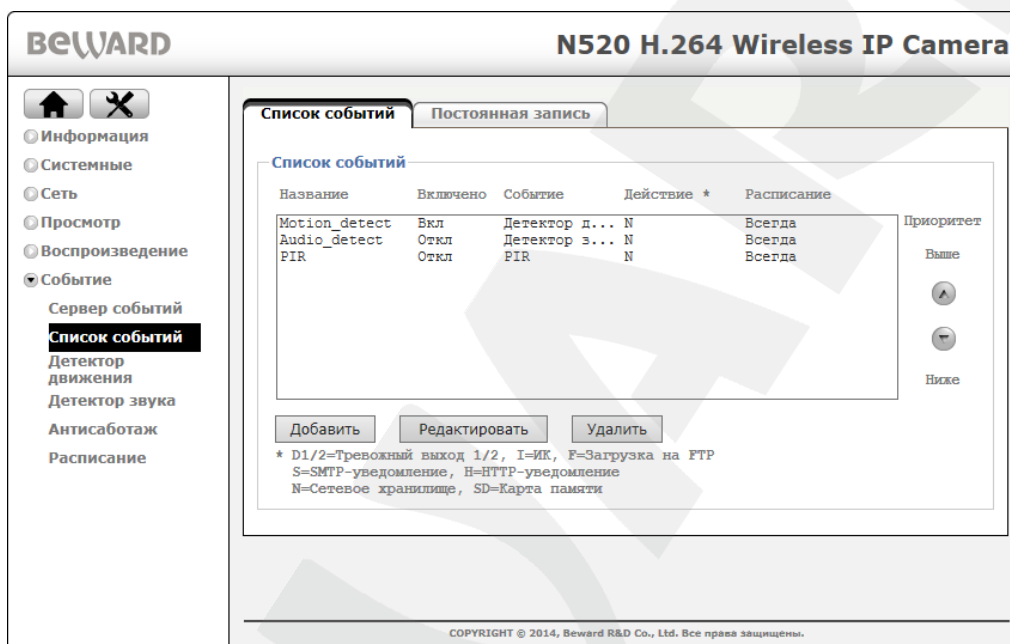 BEWARD
N520 H.264 Wireless IP Camera
Информация
Системные
Сеть
Просмотр
Воспроизведение
Событие
Сервер событий
Список событий
Детектор
движения
Детектор звука
Антисаботаж
Расписание
Список событий Постоянная запись
Список событий
Название Включено Событие Действие * Расписание
Motion_detect Вкл Детектор д... N Всегда
Audio_detect Откл Детектор з... N Всегда
PIR Откл PIR N Всегда
Приоритет
Выше
Ниже
Добавить Редактировать Удалить
* D1/2=Тревожный выход 1/2, I=ИК, F=Загрузка на FTP
S=SMTP-уведомление, H=HTTP-уведомление
N=Сетевое хранилище, SD=Карта памяти
COPYRIGHT © 2014, Beward R&D Co., Ltd. Все права защищены.